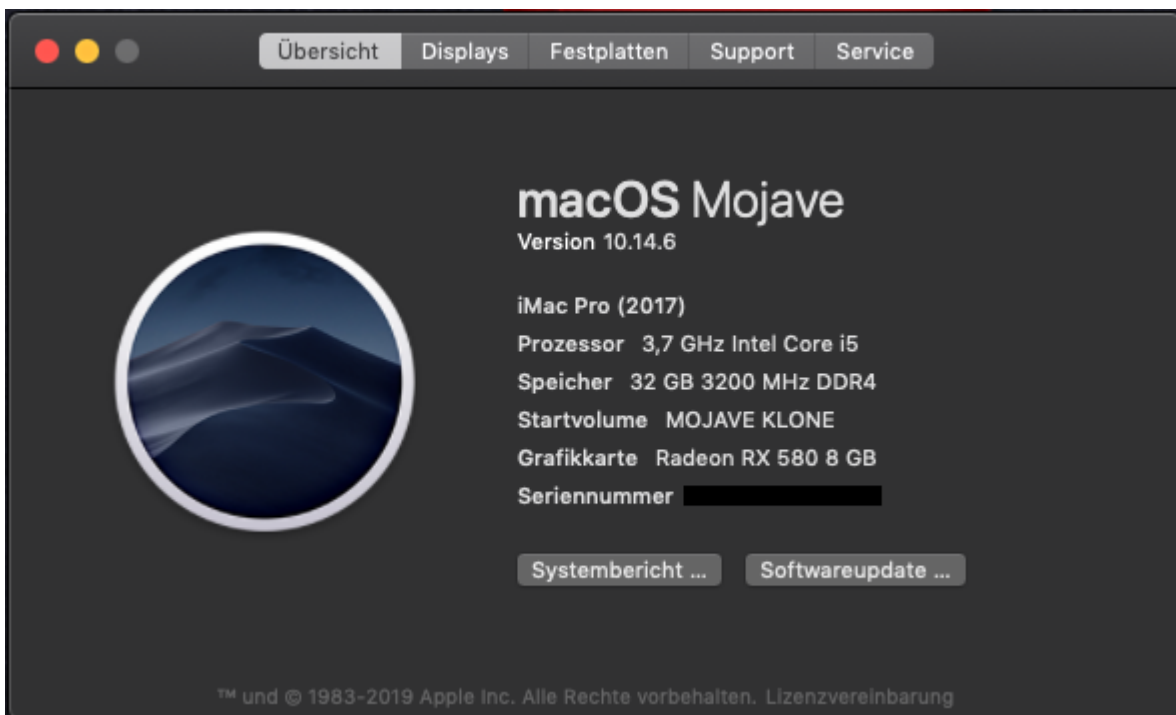 Übersicht Displays Festplatten Support Service
macOS Mojave
Version 10.14.6
iMac Pro (2017)
Prozessor 3,7 GHz Intel Core i5
Speicher 32 GB 3200 MHz DDR4
Startvolume MOJAVE KLONE
Grafikkarte Radeon RX 580 8 GB
Seriennummer
Systembericht ... Softwareupdate ...
™ und © 1983-2019 Apple Inc. Alle Rechte vorbehalten. Lizenzvereinbarung